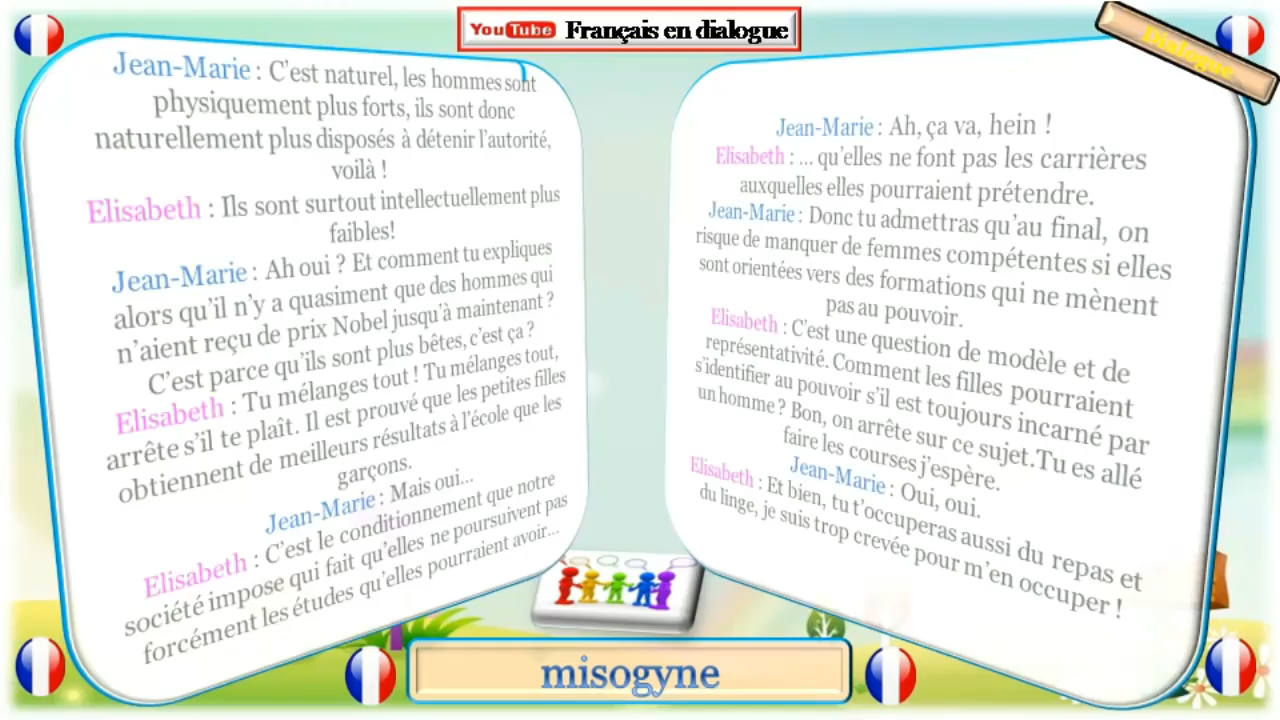 YouTube Français en dialogue
Dialogue
Jean-Marie : C'est naturel, les hommes sont
physiquement plus forts, ils sont donc
naturellement plus disposés à détenir l'autorité,
voilà !
Elisabeth : Ils sont surtout intellectuellement plus
faibles!
Jean-Marie : Ah oui ? Et comment tu expliques
alors qu'il n'y a quasiment que des hommes qui
n'aient reçu de prix Nobel jusqu'à maintenant ?
C'est parce qu'ils sont plus bêtes, c'est ça ?
Elisabeth : Tu mélanges tout ! Tu mélanges tout,
arrête s'il te plaît. Il est prouvé que les petites filles
obtiennent de meilleurs résultats à l'école que les
garçons.
Jean-Marie : Mais oui...
Elisabeth : C'est le conditionnement que notre
société impose qui fait qu'elles ne poursuivent pas
forcément les études qu'elles pourraient avoir...
Jean-Marie : Ah, ça va, hein !
Elisabeth : ... qu'elles ne font pas les carrières
auxquelles elles pourraient prétendre.
Jean-Marie : Donc tu admettras qu'au final, on
risque de manquer de femmes compétentes si elles
sont orientées vers des formations qui ne mènent
pas au pouvoir.
Elisabeth : C'est une question de modèle et de
représentativité. Comment les filles pourraient
s'identifier au pouvoir s'il est toujours incarné par
un homme ? Bon, on arrête sur ce sujet.Tu es allé
faire les courses j'espère.
Jean-Marie : Oui, oui.
Elisabeth : Et bien, tu t'occuperas aussi du repas et
du linge, je suis trop crevée pour m'en occuper !
misogyne